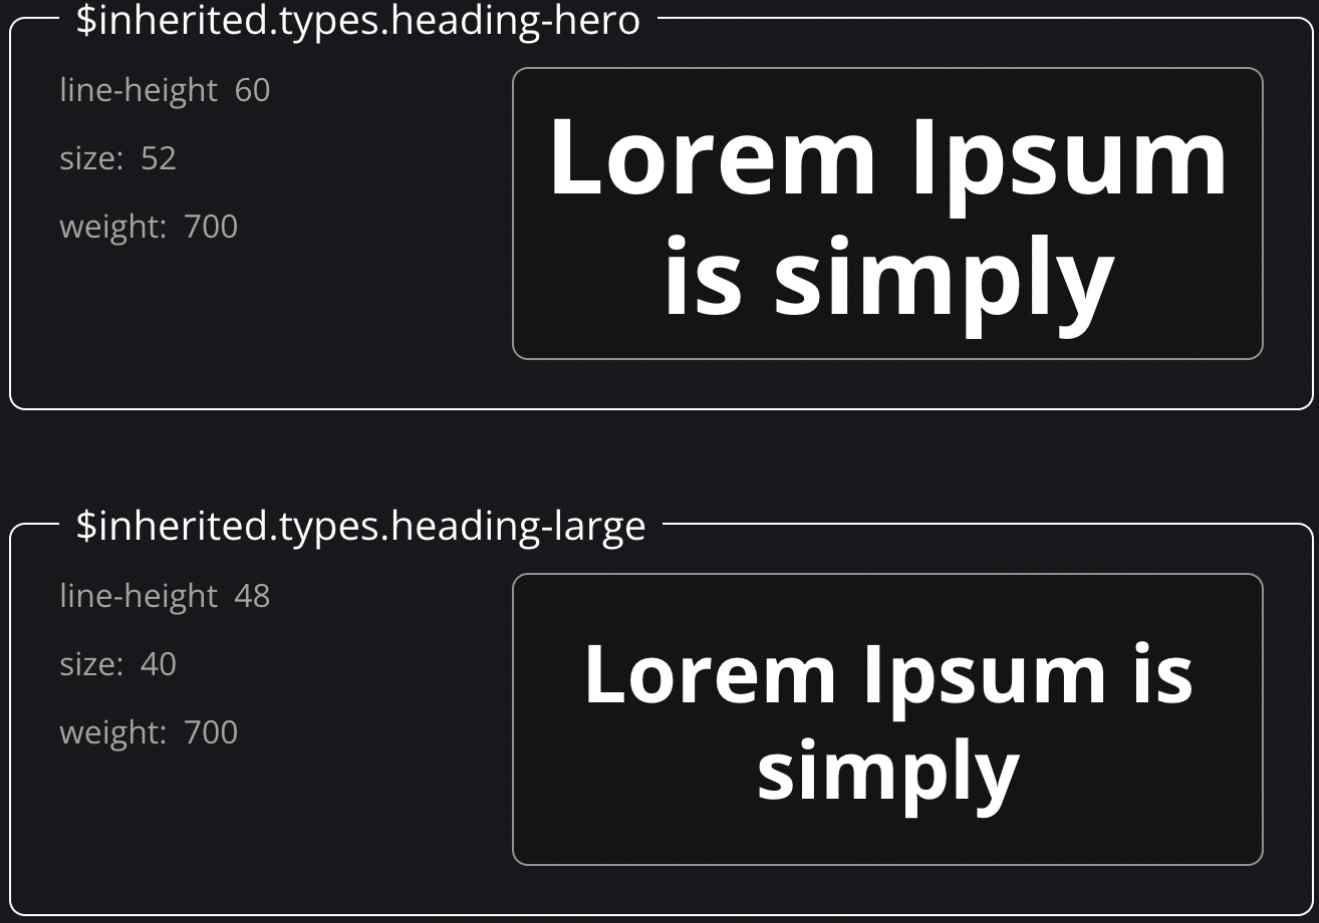 $inherited.types.heading-hero
line-height 60
size: 52
weight: 700
Lorem Ipsum
is simply
$inherited.types.heading-large
line-height 48
size: 40
weight: 700
Lorem Ipsum is
simply